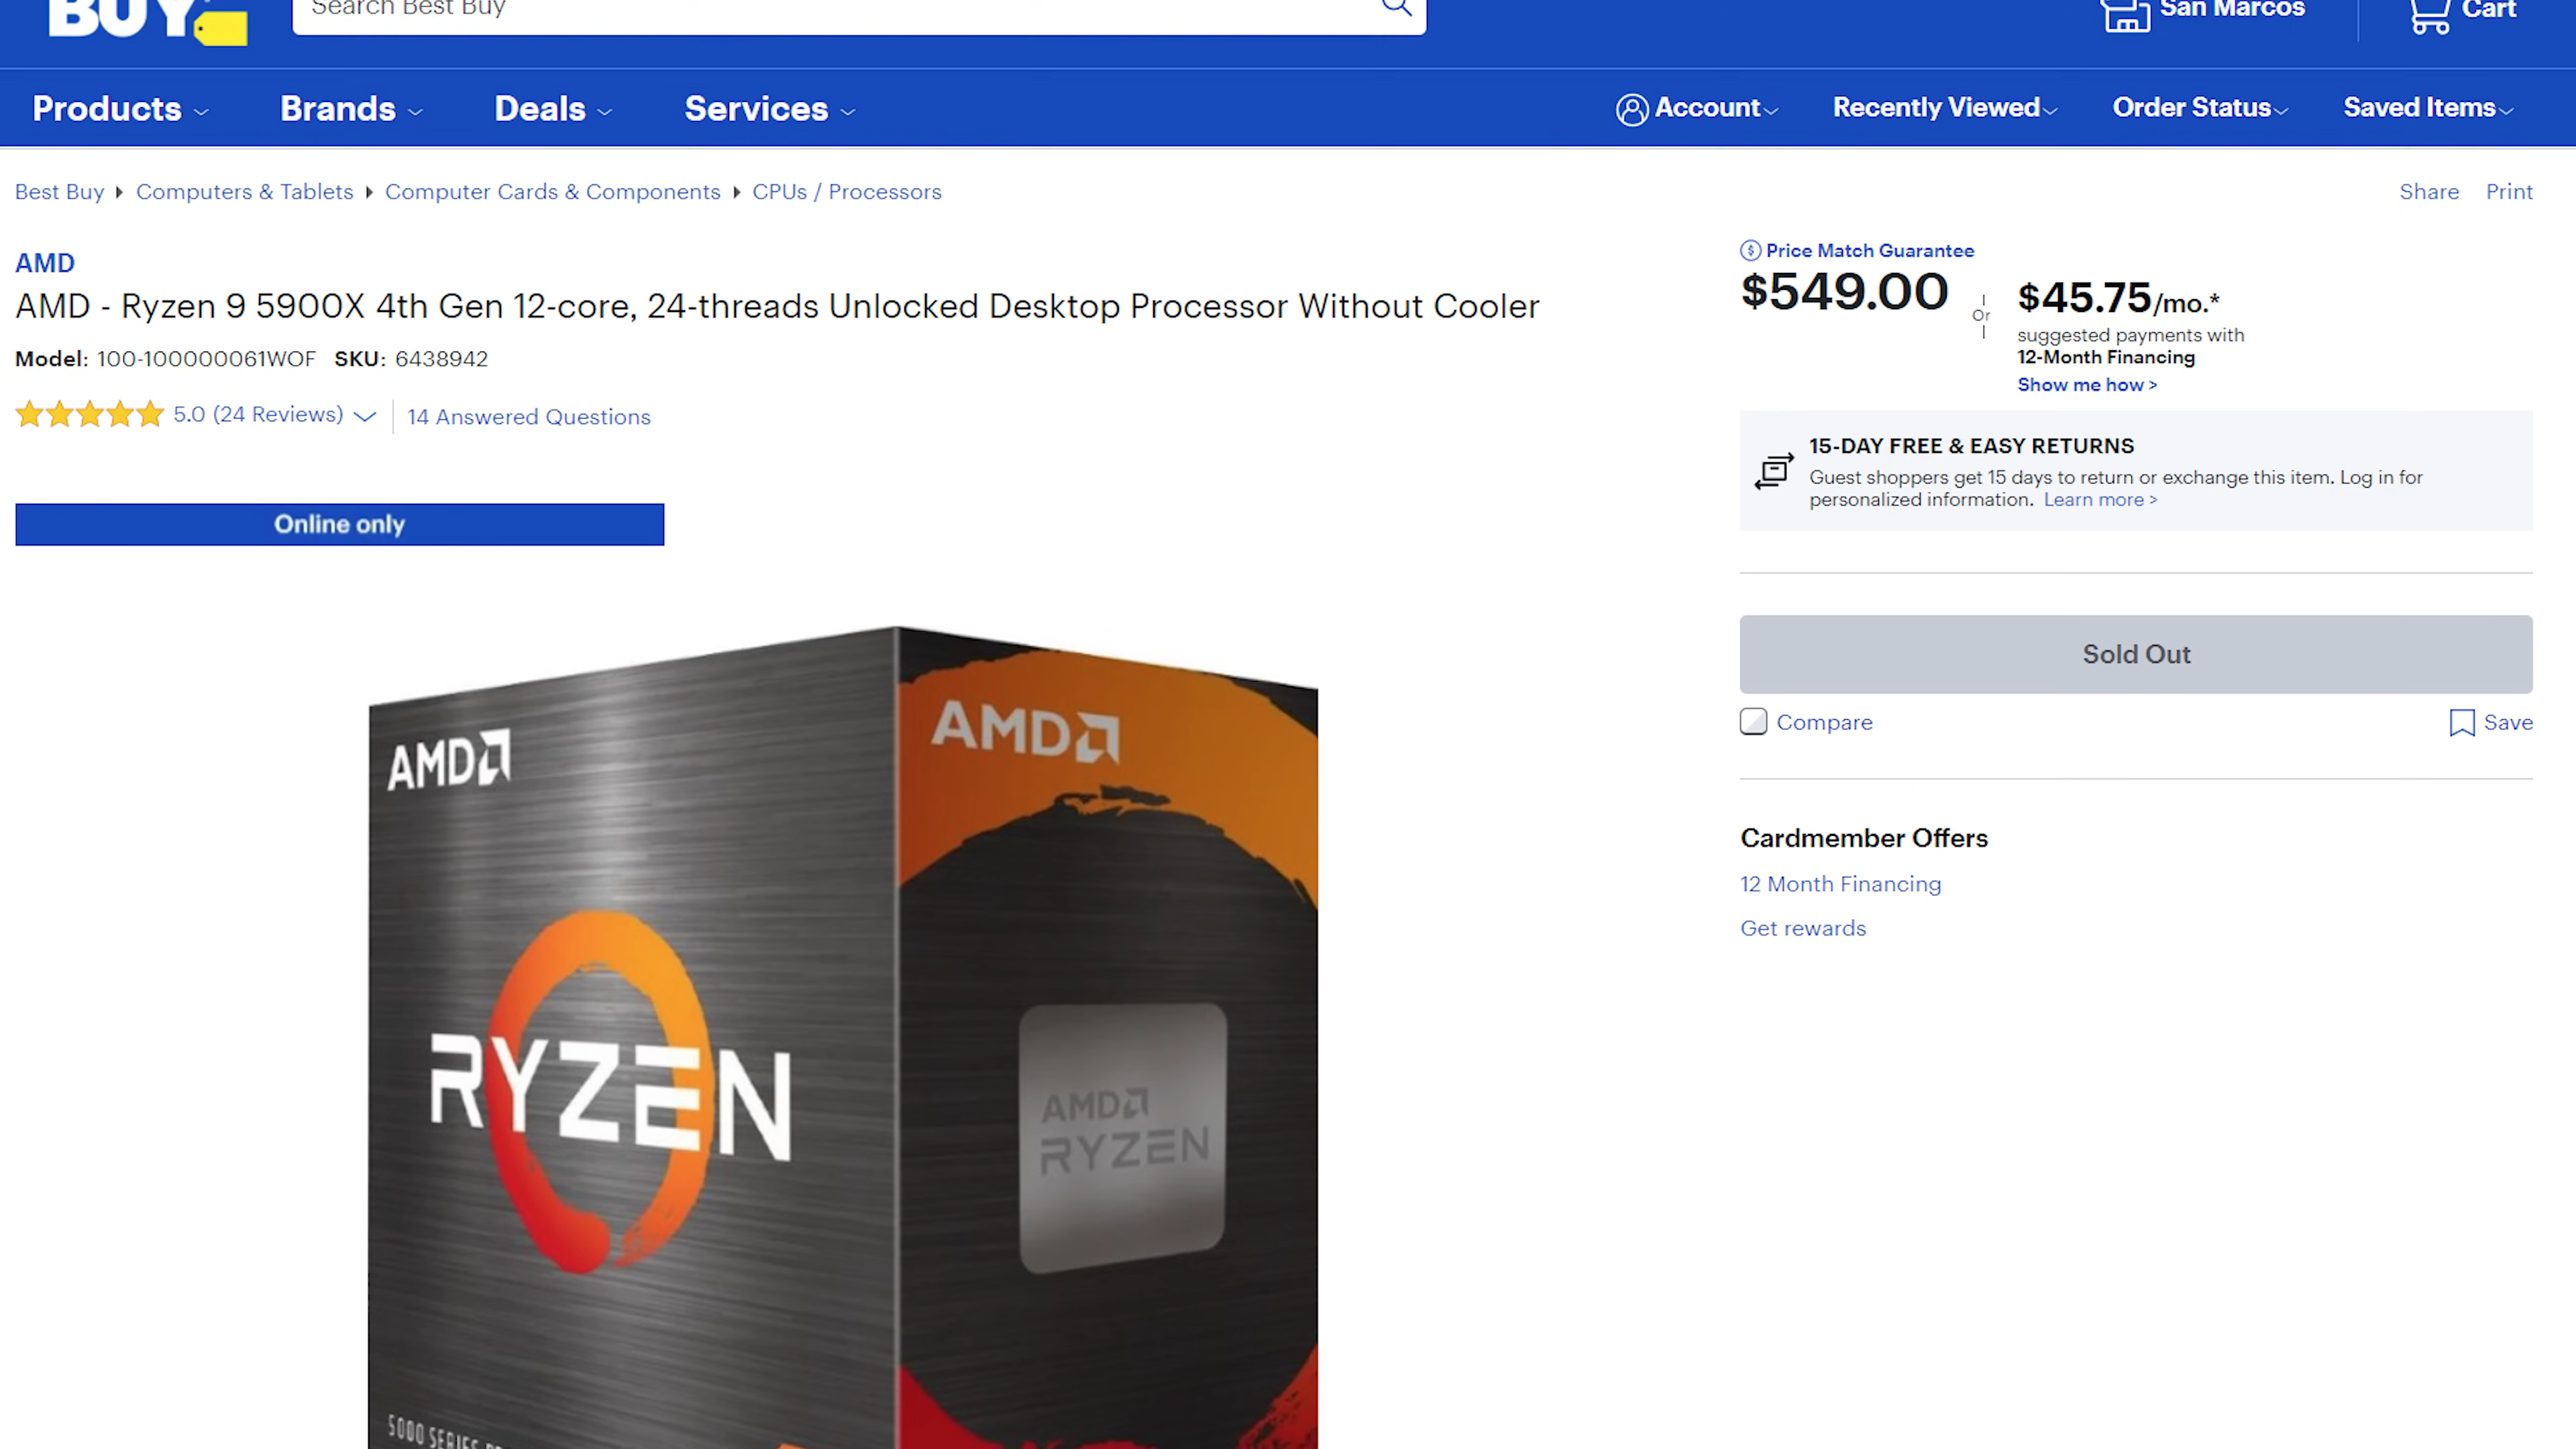 BUY
Search Best Buy
San Marcos
Cart
Products
Brands
Deals
Services
Account
Recently Viewed
Order Status
Saved Items
Best Buy
Computers & Tablets
Computer Cards & Components
CPUs / Processors
Share
Print
AMD
AMD - Ryzen 9 5900X 4th Gen 12-core, 24-threads Unlocked Desktop Processor Without Cooler
Model: 100-100000061WOF SKU: 6438942
5.0 (24 Reviews)
14 Answered Questions
Online only
Price Match Guarantee
$549.00
Or
$45.75/mo.*
suggested payments with
12-Month Financing
Show me how >
15-DAY FREE & EASY RETURNS
Guest shoppers get 15 days to return or exchange this item. Log in for
personalized information. Learn more >
Sold Out
Compare
Save
Cardmember Offers
12 Month Financing
Get rewards
AMD
RYZEN
5000 SERIES
AMD
AMD
RYZEN